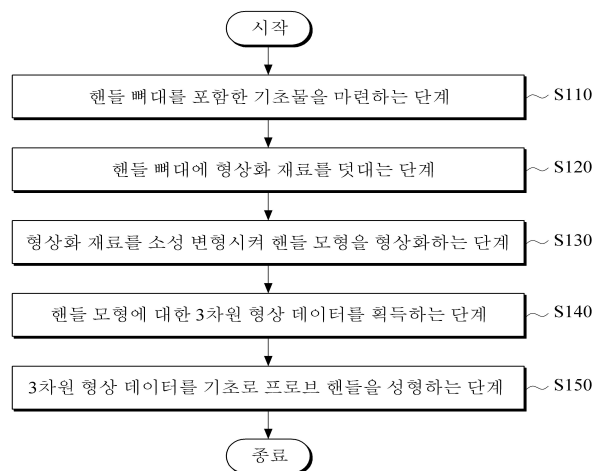 시작
핸들 뼈대를 포함한 기초물을 마련하는 단계 S110
핸들 뼈대에 형상화 재료를 덧대는 단계 S120
형상화 재료를 소성 변형시켜 핸들 모형을 형상화하는 단계 S130
핸들 모형에 대한 3차원 형상 데이터를 획득하는 단계 S140
3차원 형상 데이터를 기초로 프로브 핸들을 성형하는 단계 S150
종료